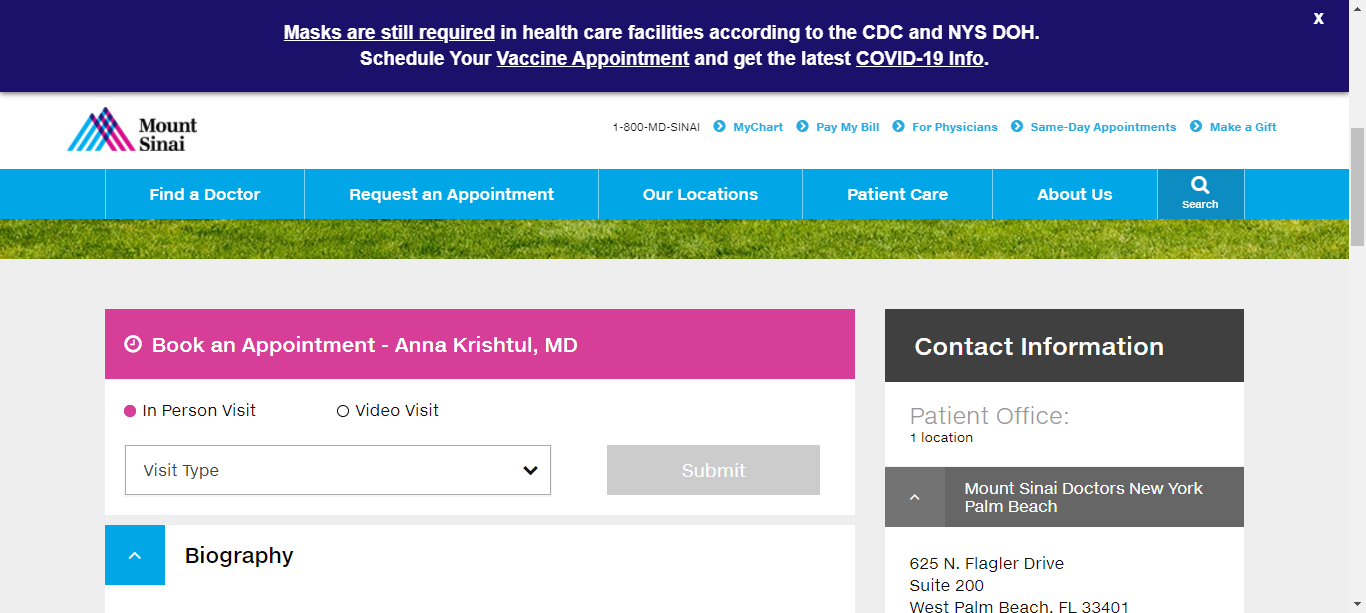 Masks are still required in health care facilities according to the CDC and NYS DOH.
Schedule Your Vaccine Appointment and get the latest COVID-19 Info.
X
Mount
Sinai
1-800-MD-SINAI
MyChart
Pay My Bill
For Physicians
Same-Day Appointments
Make a Gift
Find a Doctor
Request an Appointment
Our Locations
Patient Care
About Us
Search
Book an Appointment - Anna Krishtul, MD
In Person Visit
Video Visit
Visit Type
Submit
Biography
Contact Information
Patient Office:
1 location
Mount Sinai Doctors New York
Palm Beach
625 N. Flagler Drive
Suite 200
West Palm Beach, FL 33401